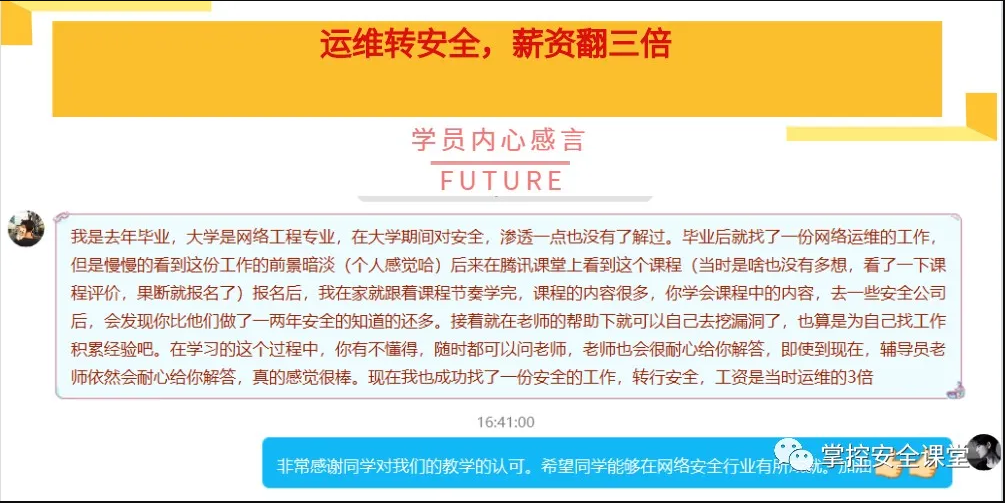 运维转安全，薪资翻三倍
学员内心感言
FUTURE
我是去年毕业，大学是网络工程专业，在大学期间对安全，渗透一点也没有了解过。毕业后就找了一份网络运维的工作，
但是慢慢的看到这份工作的前景暗淡（个人感觉哈）后来在腾讯课堂上看到这个课程（当时是啥也没有多想，看了一下课
程评价，果断就报名了）报名后，我在家就跟着课程节奏学完，课程的内容很多，你学会课程中的内容，去一些安全公司
后，会发现你比他们做了一两年安全的知道的还多。接着就在老师的帮助下就可以自己去挖漏洞了，也算是为自己找工作
积累经验吧。在学习的这个过程中，你有不懂得，随时都可以问老师，老师也会很耐心给你解答，即使到现在，辅导员老
师依然会耐心给你解答，真的感觉很棒。现在我也成功找了一份安全的工作，转行安全，工资是当时运维的3倍
16:41:00
非常感谢同学对我们的教学的认可。希望同学能够在网络安全行业有所
掌控安全课堂